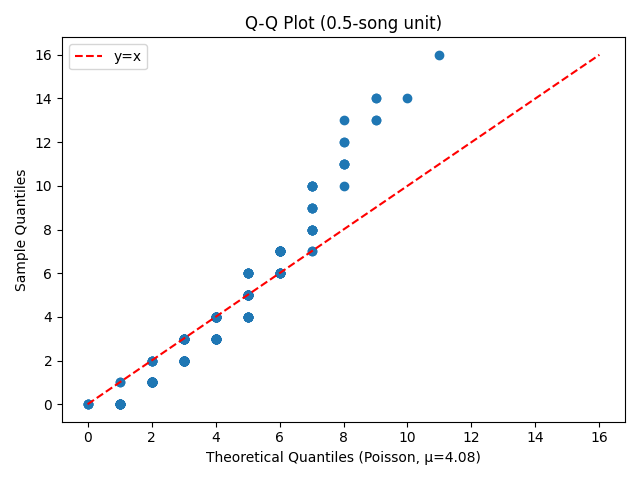 Q-Q Plot (0.5-song unit)
y=x
Sample Quantiles
16
14
12
10
8
6
4
2
0
0 2 4 6 8 10 12 14 16
Theoretical Quantiles (Poisson, μ=4.08)